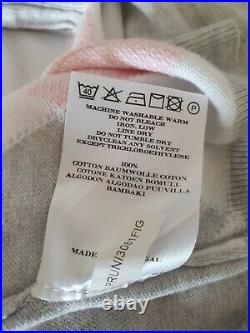 40
P
MACHINE WASHABLE WARM
DO NOT BLEACH
IRON, LOW
LINE DRY
DO NOT TUMBLE DRY
DRYCLEAN ANY SOLVENT
EXCEPT TRICHLOROETHYLENE
100%
COTTON BAUMWOLLE COTON
COTONE KATOEN BOMULL
ALGODON ALGODAO PUUVILLA
BAMBAKI
MADE GAL